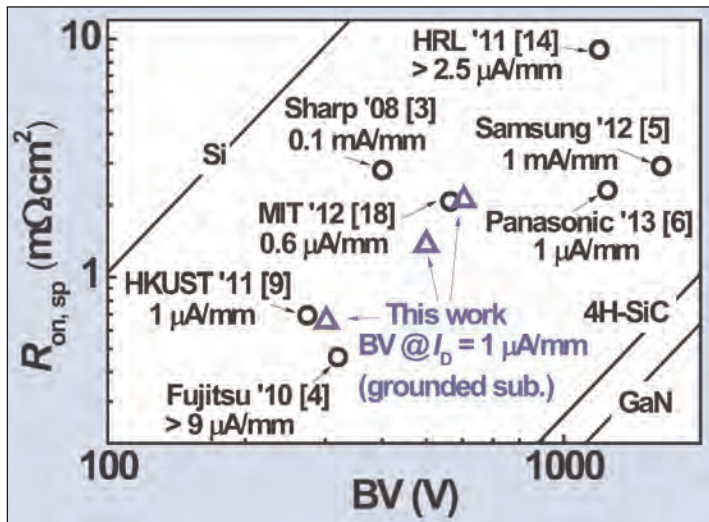 10
HRL '11 [14]
> 2.5 µA/mm
Sharp '08 [3]
0.1 mA/mm
Samsung '12 [5]
1 mA/mm
Si
MIT '12 [18]
0.6 µA/mm
Panasonic '13 [6]
1 µA/mm
1
HKUST '11 [9]
1 µA/mm
This work
BV @ I_D = 1 µA/mm
(grounded sub.)
4H-SiC
GaN
Fujitsu '10 [4]
> 9 µA/mm
R_on, sp (mΩcm²)
100
1000
BV (V)